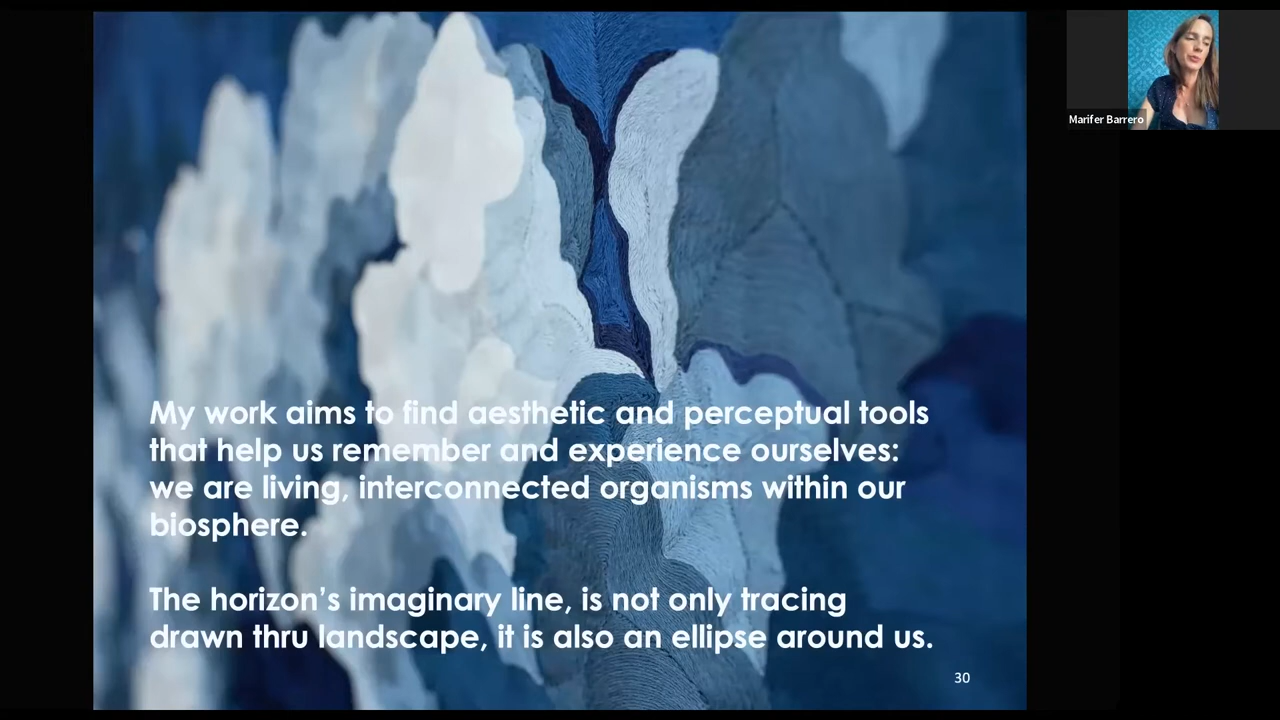 Marifer Barrero
My work aims to find aesthetic and perceptual tools
that help us remember and experience ourselves:
we are living, interconnected organisms within our
biosphere.
The horizon’s imaginary line, is not only tracing
drawn thru landscape, it is also an ellipse around us.
30